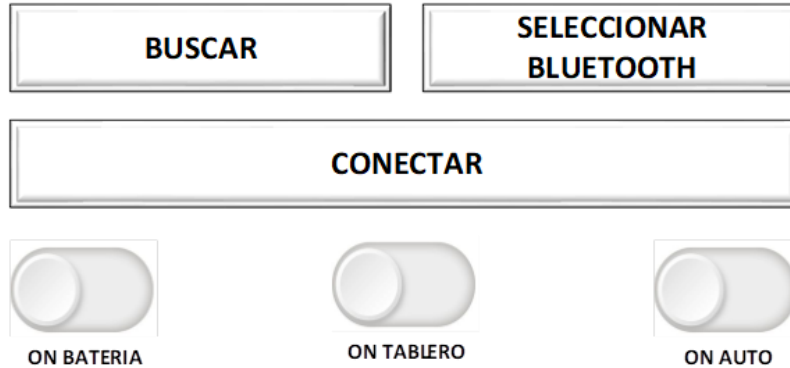 BUSCAR
SELECCIONAR
BLUETOOTH
CONECTAR
ON BATERIA
ON TABLERO
ON AUTO